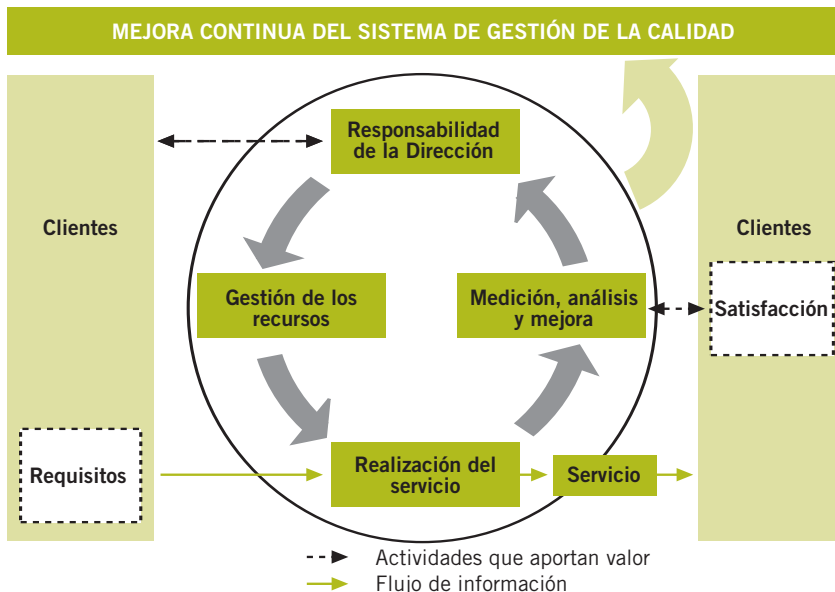 MEJORA CONTINUA DEL SISTEMA DE GESTIÓN DE LA CALIDAD
Responsabilidad
de la Dirección
Clientes
Clientes
Gestión de los
recursos
Medición, análisis
y mejora
Satisfacción
Requisitos
Realización del
servicio
Servicio
Actividades que aportan valor
Flujo de información